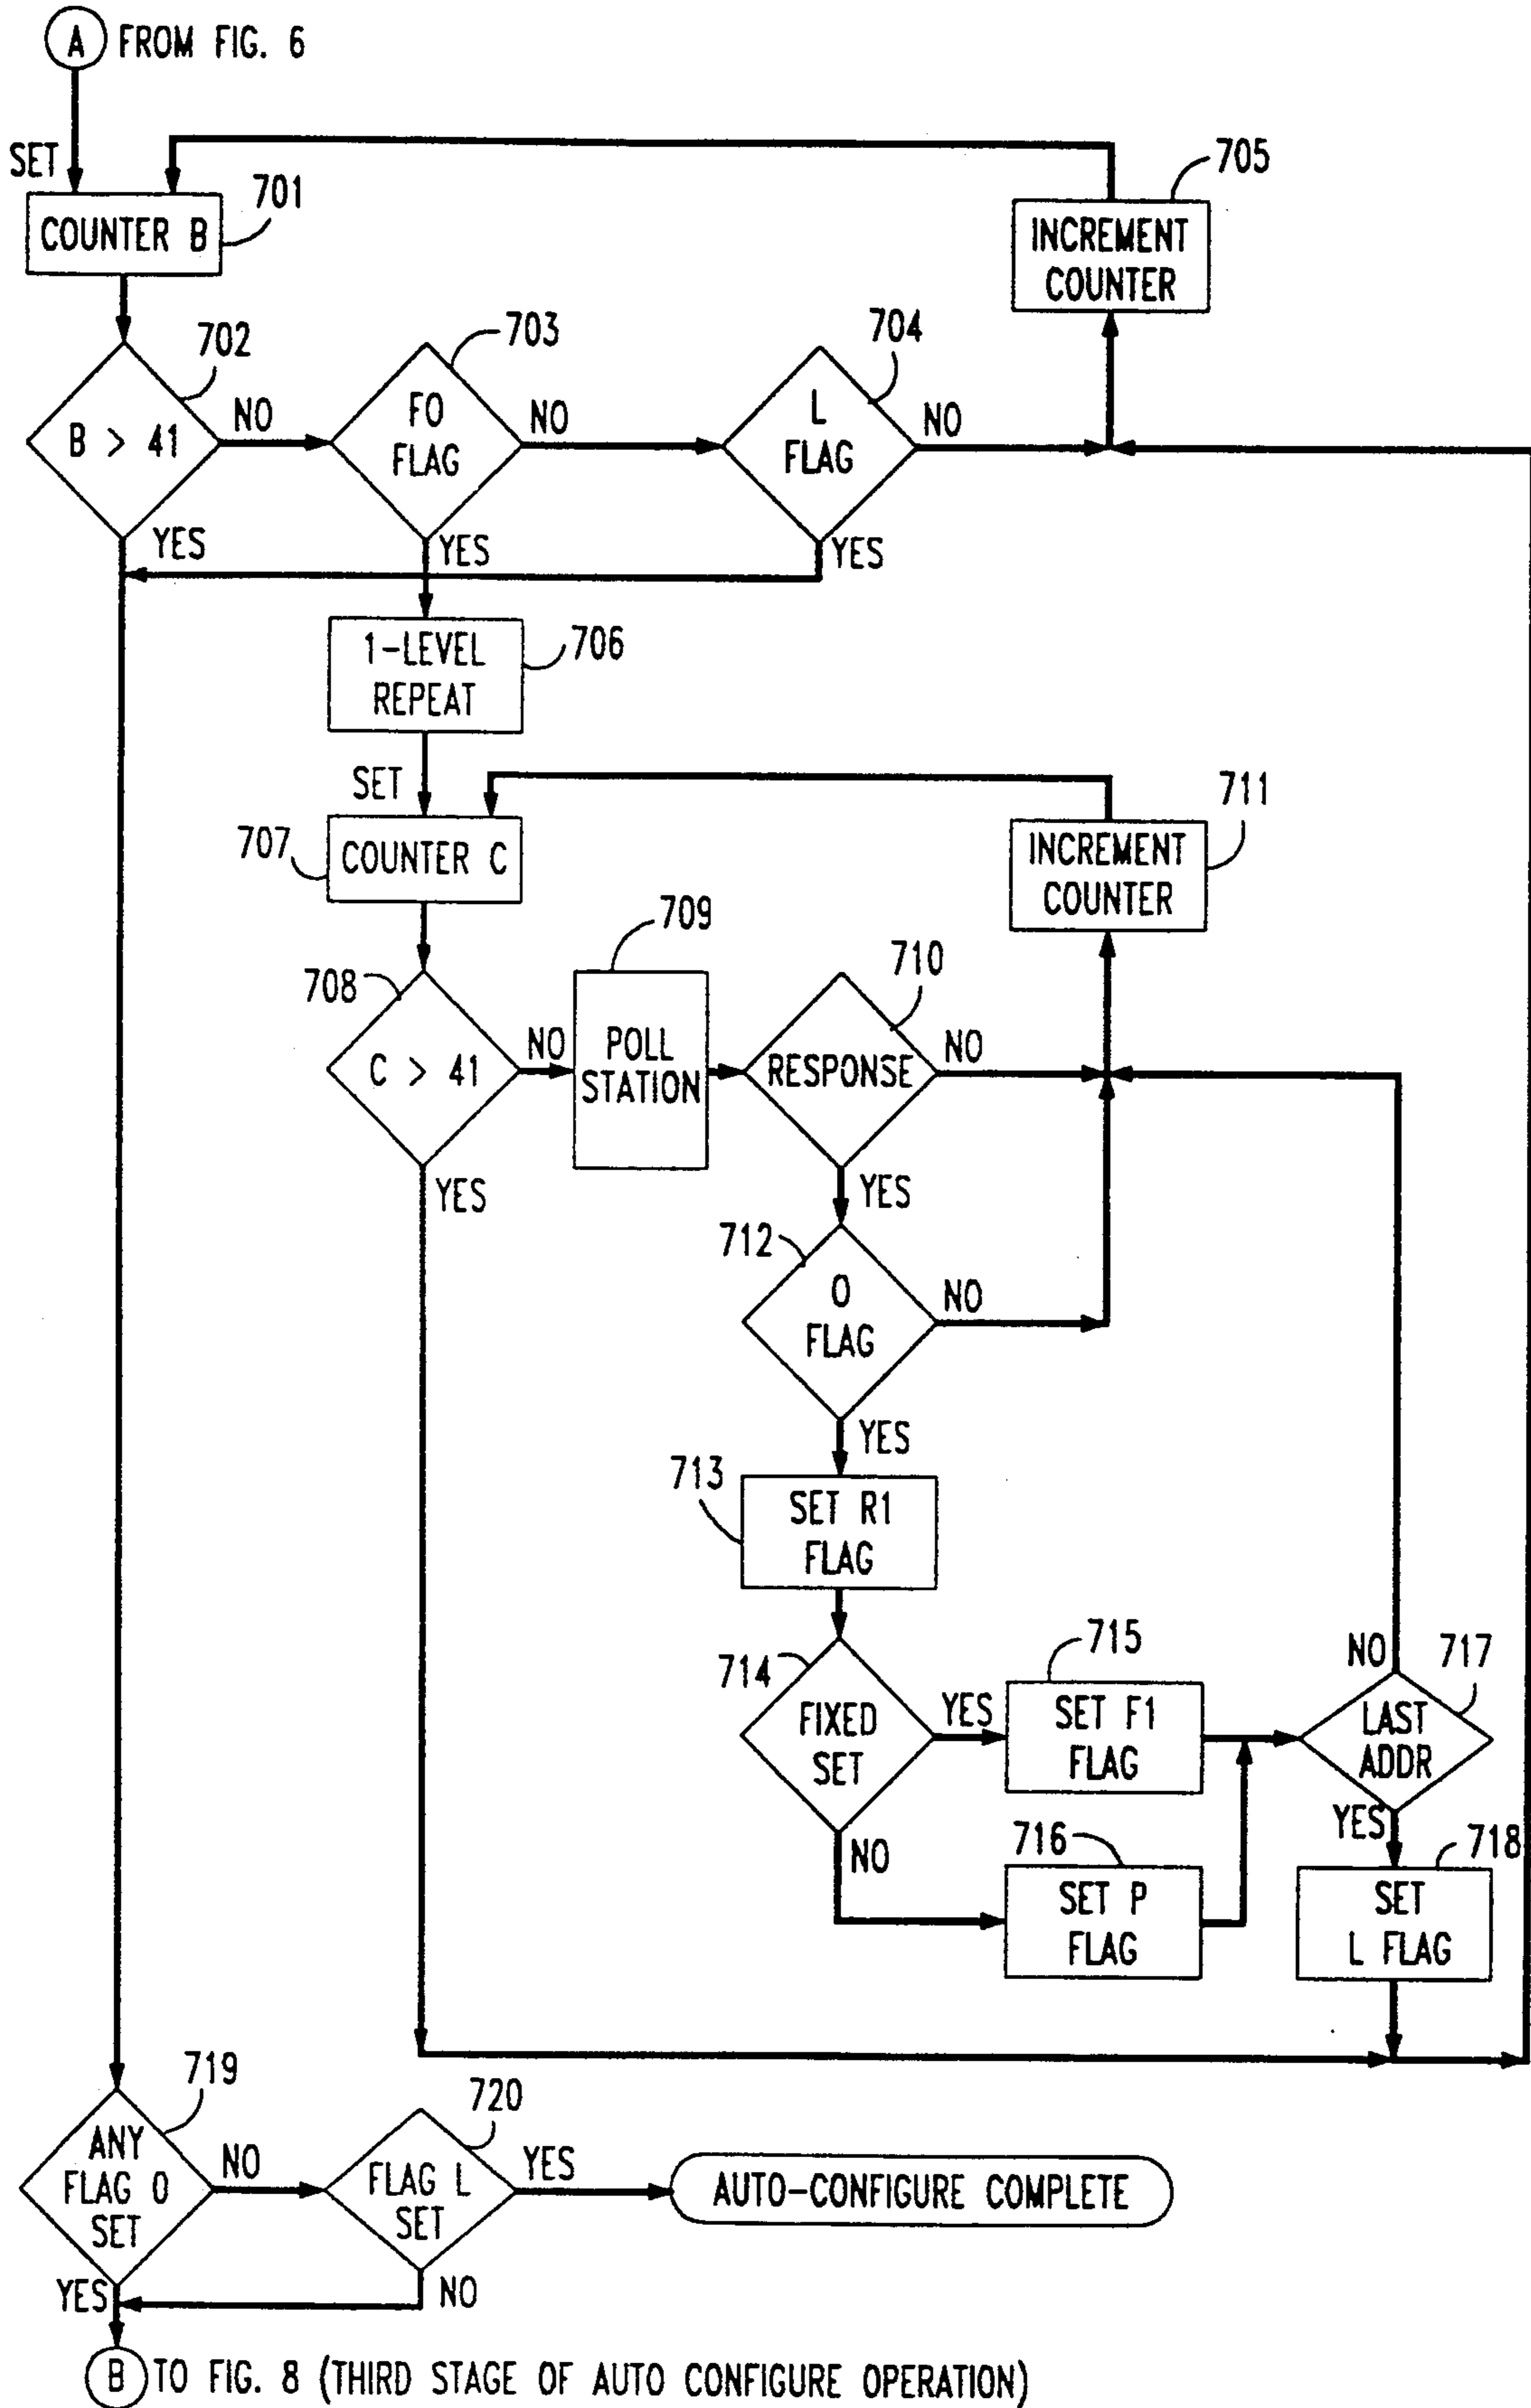 A FROM FIG. 6
SET
701
COUNTER B
705
INCREMENT
COUNTER
702
703
704
B > 41
NO
FO
FLAG
NO
L
FLAG
NO
YES
YES
YES
1-LEVEL
REPEAT
706
SET
707
COUNTER C
711
INCREMENT
COUNTER
708
709
710
C > 41
NO
POLL
STATION
RESPONSE
NO
YES
YES
712
O
FLAG
NO
YES
713
SET R1
FLAG
714
FIXED
SET
YES
715
SET F1
FLAG
NO
717
LAST
ADDR
NO
716
SET P
FLAG
YES
718
SET
L FLAG
719
ANY
FLAG O
SET
NO
720
FLAG L
SET
YES
AUTO-CONFIGURE COMPLETE
YES
NO
B TO FIG. 8 (THIRD STAGE OF AUTO CONFIGURE OPERATION)